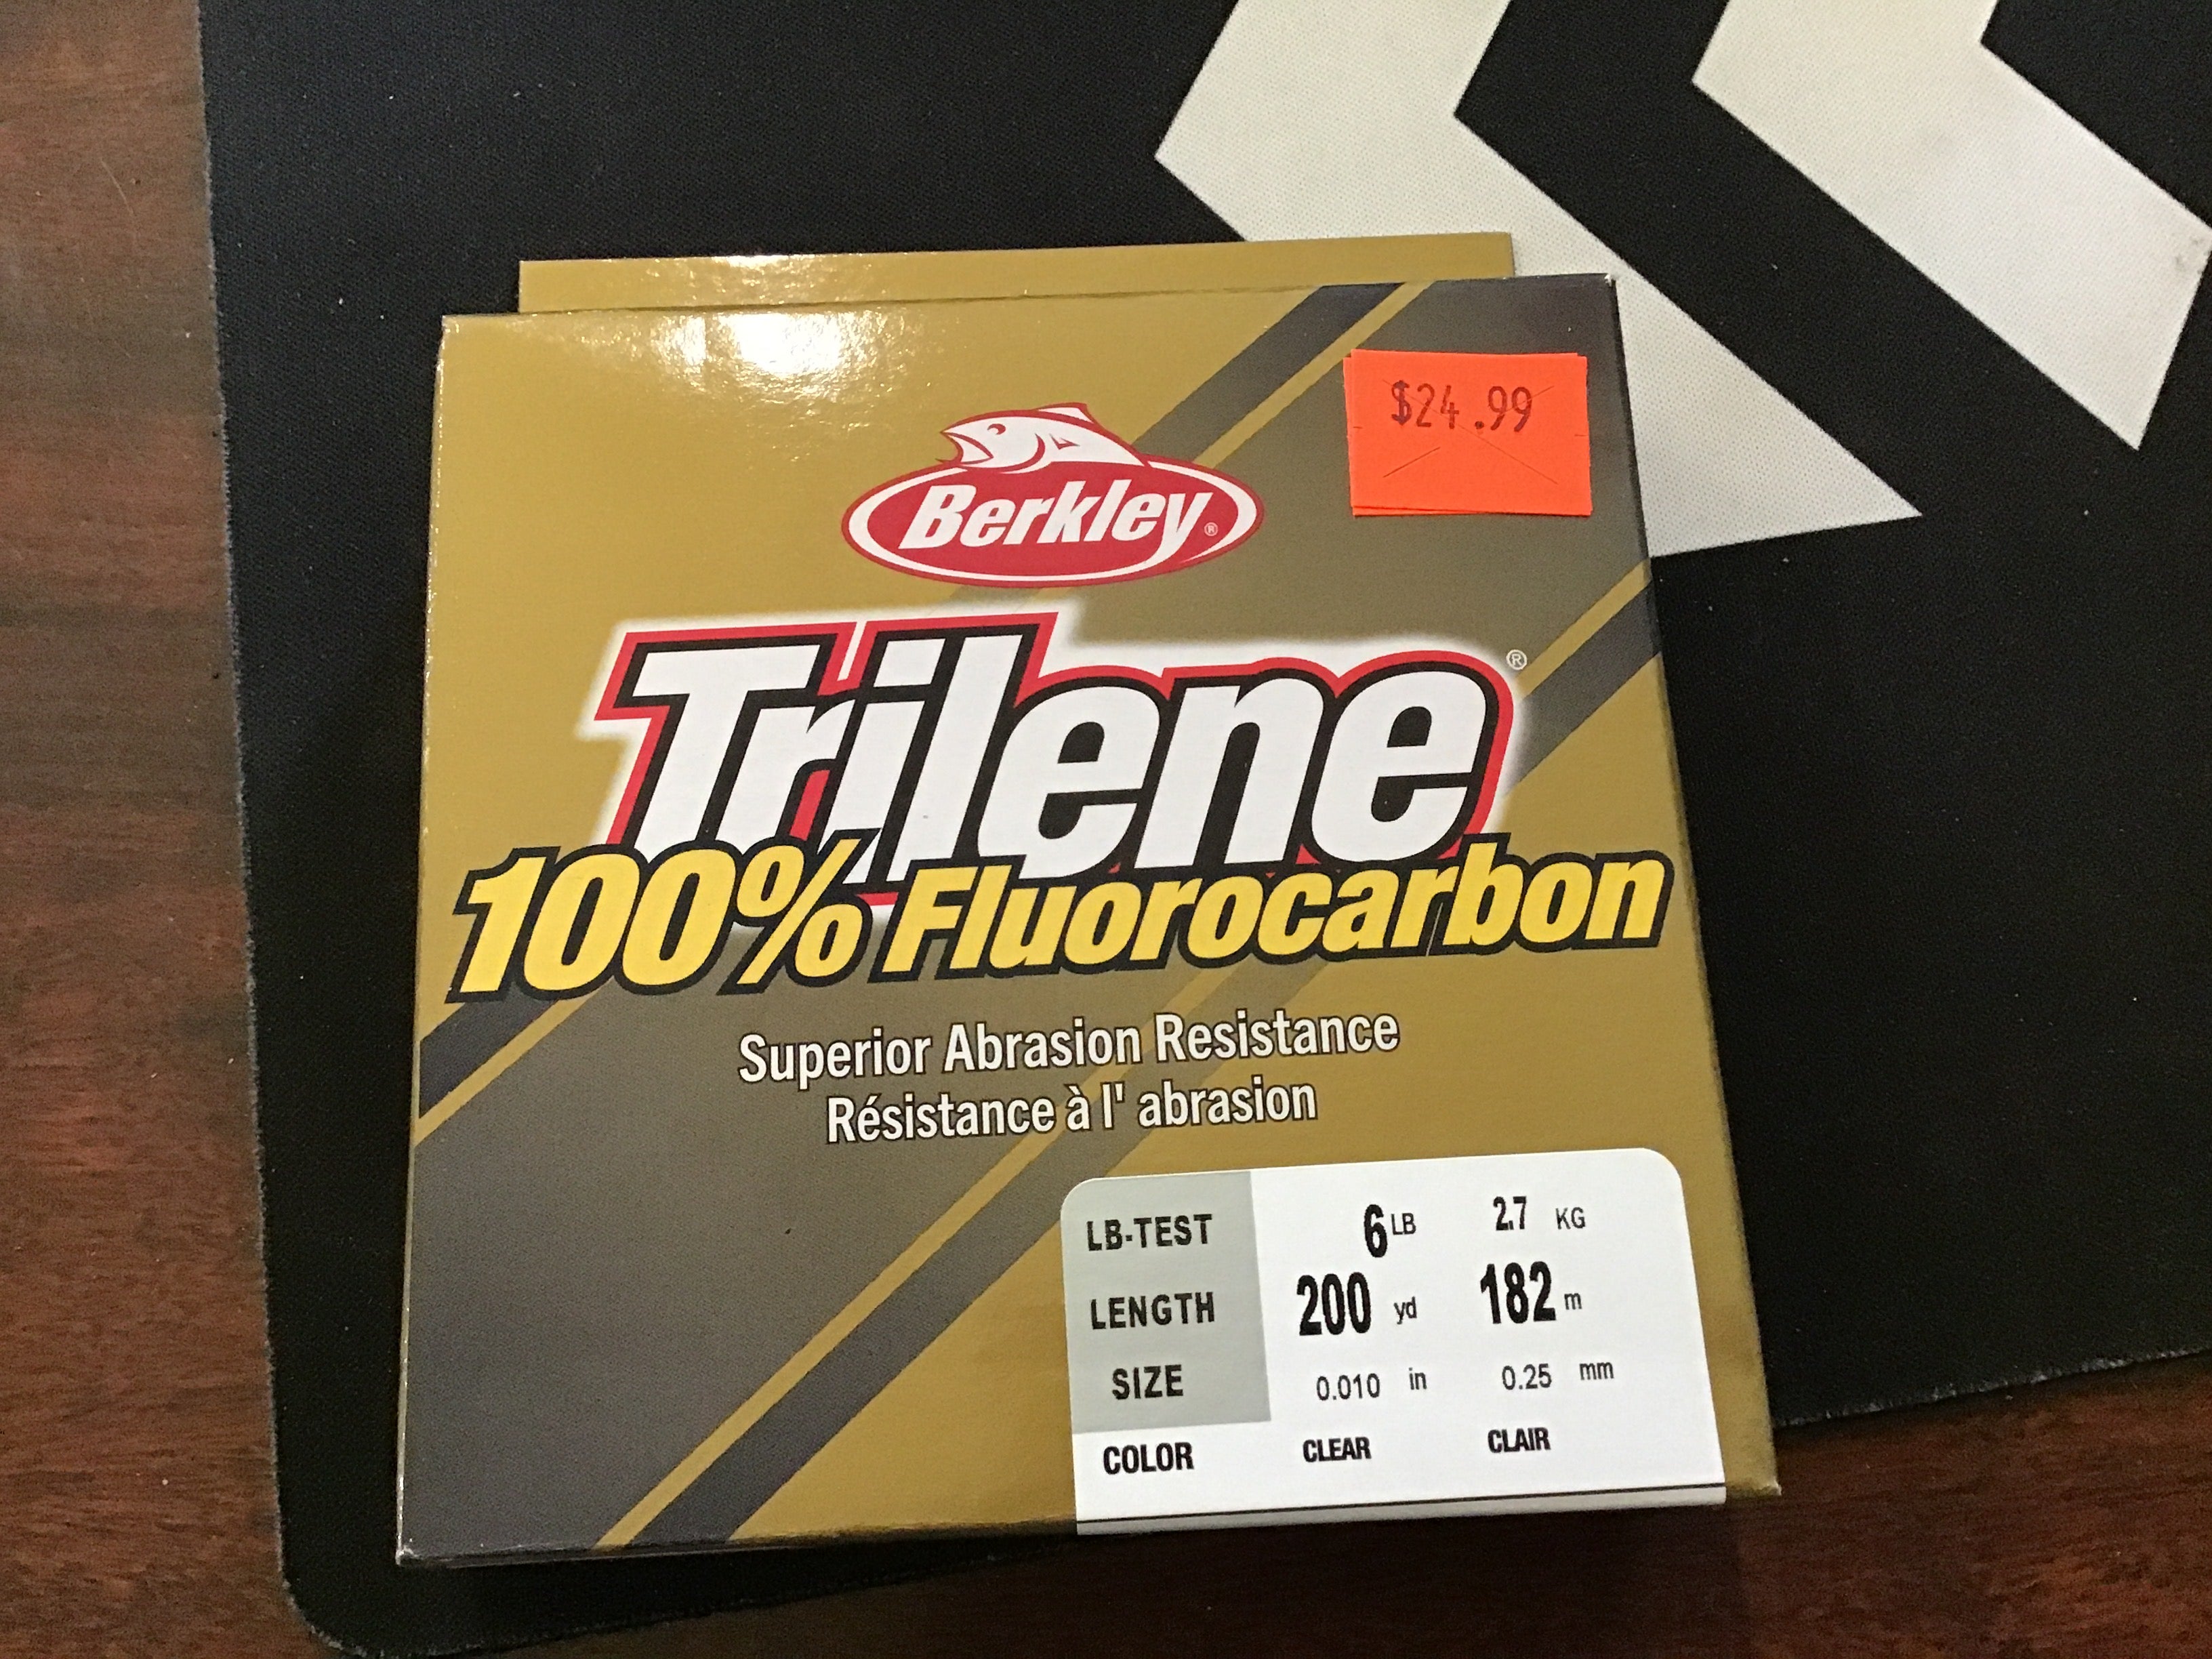 $24.99
Berkley®
Trilene®
100% Fluorocarbon
Superior Abrasion Resistance
Résistance à l' abrasion
LB-TEST 6 LB 2.7 KG
LENGTH 200 yd 182 m
SIZE 0.010 in 0.25 mm
COLOR CLEAR CLAIR